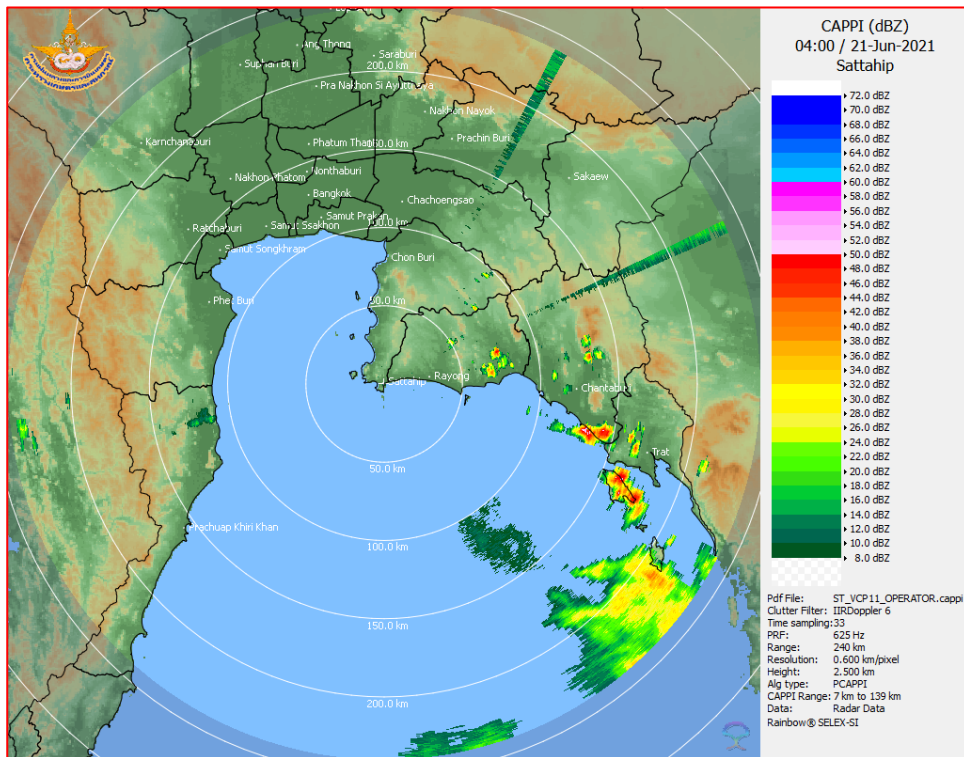 CAPPI (dBZ)
04:00 / 21-Jun-2021
Sattahip
72.0 dBZ
70.0 dBZ
68.0 dBZ
66.0 dBZ
64.0 dBZ
62.0 dBZ
60.0 dBZ
58.0 dBZ
56.0 dBZ
54.0 dBZ
52.0 dBZ
50.0 dBZ
48.0 dBZ
46.0 dBZ
44.0 dBZ
42.0 dBZ
40.0 dBZ
38.0 dBZ
36.0 dBZ
34.0 dBZ
32.0 dBZ
30.0 dBZ
28.0 dBZ
26.0 dBZ
24.0 dBZ
22.0 dBZ
20.0 dBZ
18.0 dBZ
16.0 dBZ
14.0 dBZ
12.0 dBZ
10.0 dBZ
8.0 dBZ
Pdf File: ST_VCP11_OPERATOR.cappi
Clutter Filter: IIRDoppler 6
Time sampling:33
PRF: 625 Hz
Range: 240 km
Resolution: 0.600 km/pixel
Height: 2.500 km
Alg type: PCAPPI
CAPPI Range: 7 km to 139 km
Data: Radar Data
Rainbow® SELEX-SI
Ang Thong
Saraburi
Suphan Buri
200.0 km
Pra Nakhon Si Ayutthaya
Nakhon Nayok
Prachin Buri
Karnchanaburi
Phatum Thani
Nonthaburi
Sakaew
Nakhon Phatom
Bangkok
Chachoengsao
Samut Prakan
Samut Ssakhon
Ratchaburi
100.0 km
Samut Songkhram
Chon Buri
Phet Buri
50.0 km
Sattahip
Rayong
Chantaburi
Trat
50.0 km
Prachuap Khiri Khan
100.0 km
150.0 km
200.0 km